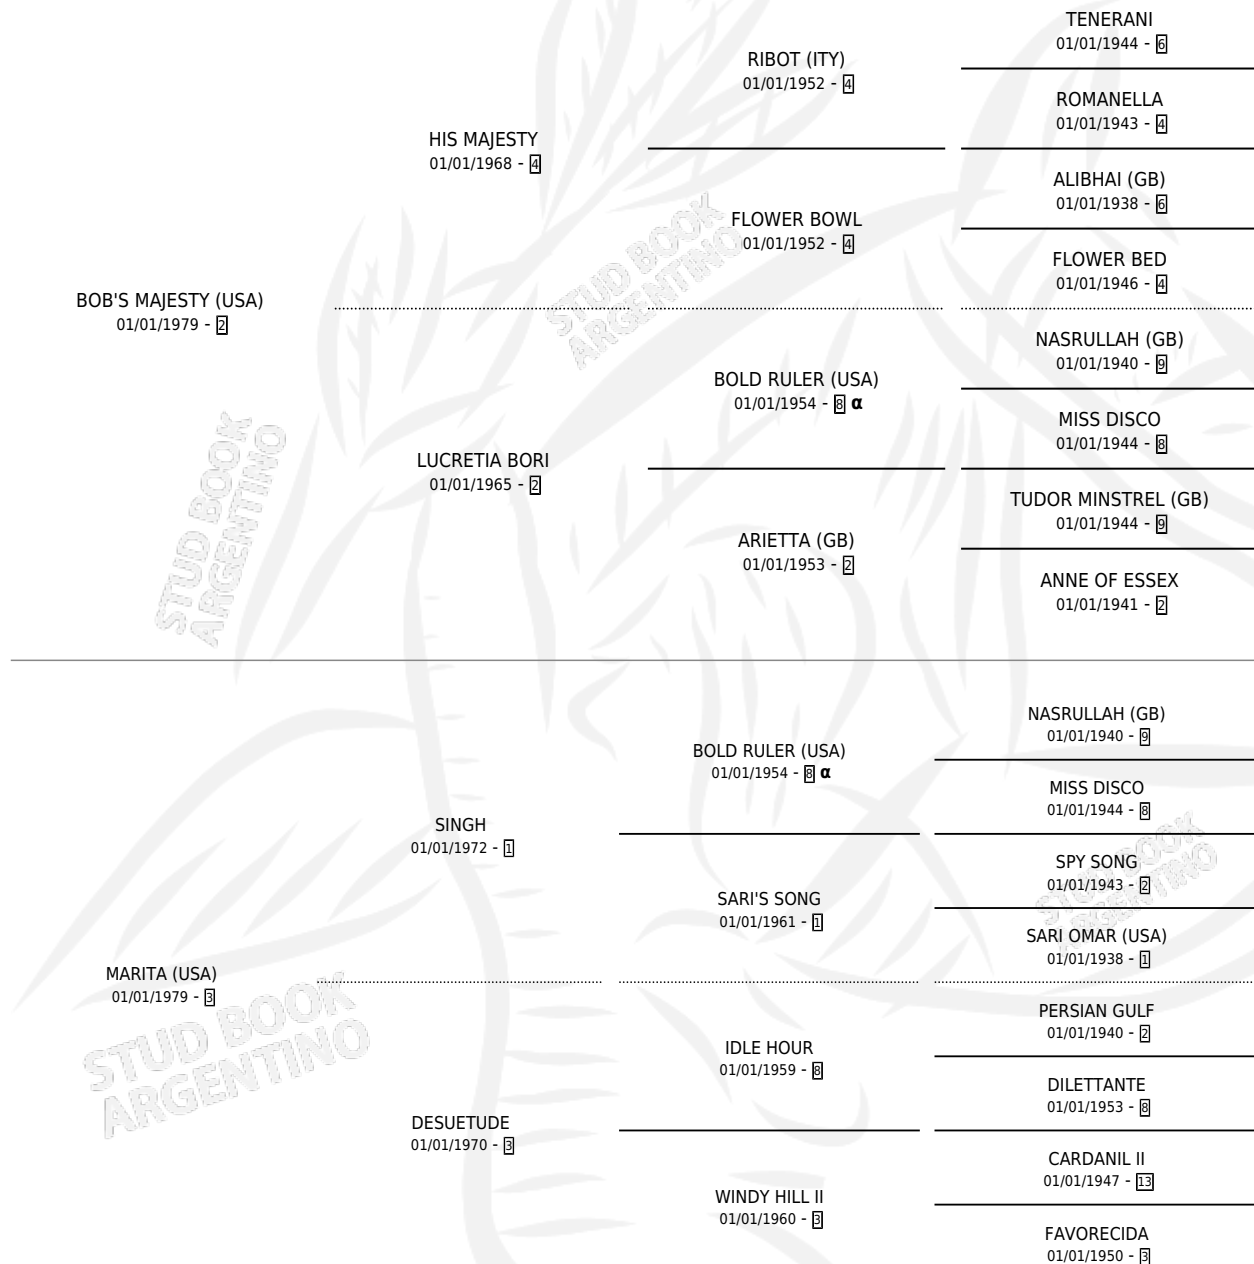 TENERANI
01/01/1944 - 6
RIBOT (ITY)
01/01/1952 - 4
ROMANELLA
01/01/1943 - 4
HIS MAJESTY
01/01/1968 - 4
ALIBHAI (GB)
01/01/1938 - 6
FLOWER BOWL
01/01/1952 - 4
FLOWER BED
01/01/1946 - 4
STUD BOOK
ARGENTINO
BOB'S MAJESTY (USA)
01/01/1979 - 2
NASRULLAH (GB)
01/01/1940 - 9
BOLD RULER (USA)
01/01/1954 - 8 α
MISS DISCO
01/01/1944 - 8
LUCRETIA BORI
01/01/1965 - 2
TUDOR MINSTREL (GB)
01/01/1944 - 9
ARIETTA (GB)
01/01/1953 - 2
ANNE OF ESSEX
01/01/1941 - 2
STUD BOOK
ARGENTINO
NASRULLAH (GB)
01/01/1940 - 9
BOLD RULER (USA)
01/01/1954 - 8 α
MISS DISCO
01/01/1944 - 8
SINGH
01/01/1972 - 1
SPY SONG
01/01/1943 - 2
SARI'S SONG
01/01/1961 - 1
SARI OMAR (USA)
01/01/1938 - 1
STUD BOOK
ARGENTINO
MARITA (USA)
01/01/1979 - 3
PERSIAN GULF
01/01/1940 - 2
IDLE HOUR
01/01/1959 - 8
DILETTANTE
01/01/1953 - 8
STUD BOOK
ARGENTINO
DESUETUDE
01/01/1970 - 3
CARDANIL II
01/01/1947 - 13
WINDY HILL II
01/01/1960 - 3
FAVORECIDA
01/01/1950 - 3